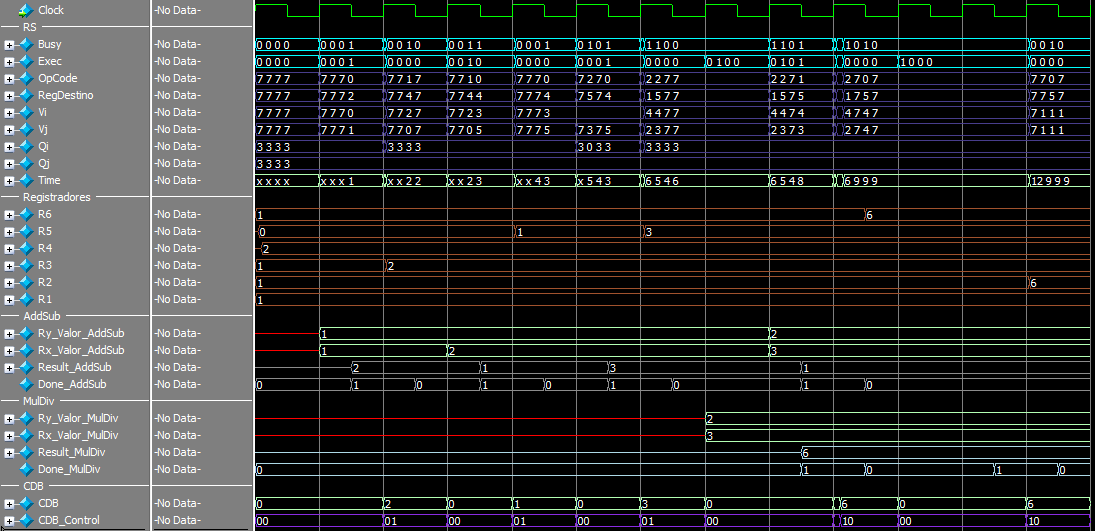 Clock -No Data-
RS
Busy -No Data- 0000 0001 0010 0011 0001 0101 1100 1101 1010 0010
Exec -No Data- 0000 0001 0000 0010 0000 0001 0000 0100 0101 0000 1000 0000
OpCode -No Data- 7777 7770 7717 7710 7770 7270 2277 2271 2707 7707
RegDestino -No Data- 7777 7772 7747 7744 7774 7574 1577 1575 1757 7757
Vi -No Data- 7777 7770 7727 7723 7773 4477 4474 4747 7111
Vj -No Data- 7777 7771 7707 7705 7775 7375 2377 2373 2747 7111
Qi -No Data- 3333 3333 3033 3333
Qj -No Data- 3333
Time -No Data- xxxx xxx1 xx22 xx23 xx43 x543 6546 6548 6999 12999
Registradores
R6 -No Data- 1 6
R5 -No Data- 0 1 3
R4 -No Data- 2
R3 -No Data- 1 2
R2 -No Data- 1 6
R1 -No Data- 1
AddSub
Ry_Valor_AddSub -No Data- 1 2
Rx_Valor_AddSub -No Data- 1 2 3
Result_AddSub -No Data- 2 1 3 1
Done_AddSub -No Data- 0 1 0 1 0 1 0 1 0
MulDiv
Ry_Valor_MulDiv -No Data- 2
Rx_Valor_MulDiv -No Data- 3
Result_MulDiv -No Data- 6
Done_MulDiv -No Data- 0 1 0 1 0
CDB
CDB -No Data- 0 2 0 1 0 3 0 6 0 6
CDB_Control -No Data- 00 01 00 01 00 01 00 10 00 10